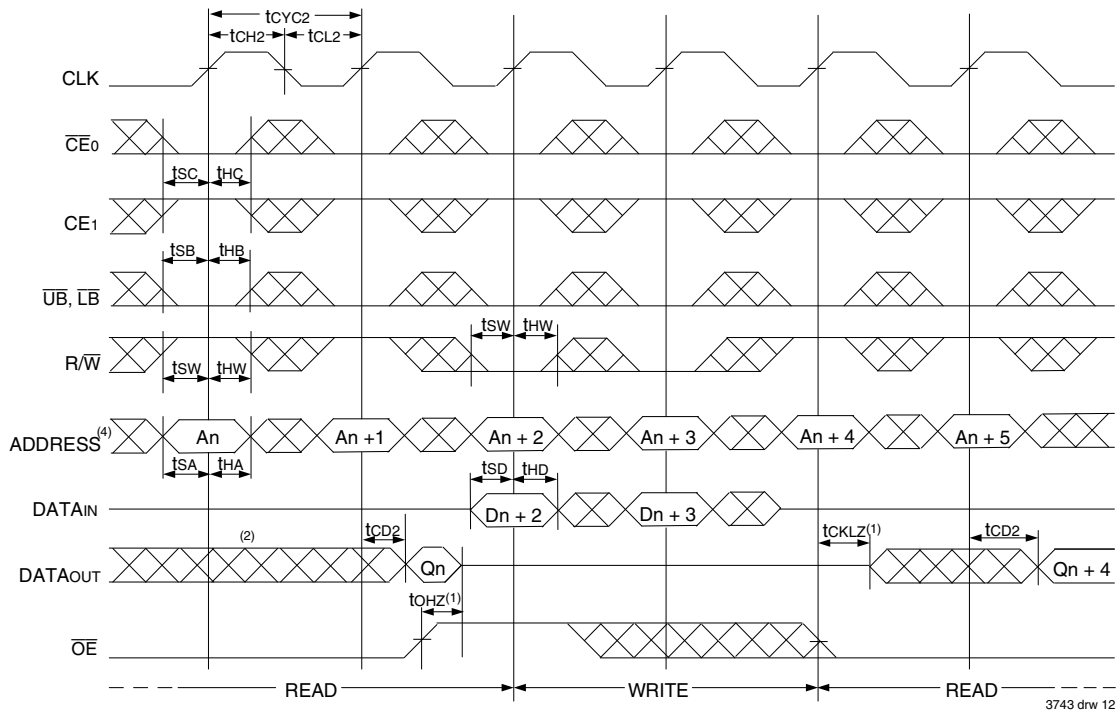 tCYC2
tCH2 tCL2
CLK
CE0
tSC tHC
CE1
tSB tHB
UB, LB
tSW tHW
R/W
tSW tHW
ADDRESS(4) An An +1 An + 2 An + 3 An + 4 An + 5
tSA tHA tSD tHD
DATAIN Dn + 2 Dn + 3
(2) tCD2 tCKLZ(1) tCD2
DATAOUT Qn Qn + 4
tOHZ(1)
OE
READ WRITE READ
3743 drw 12